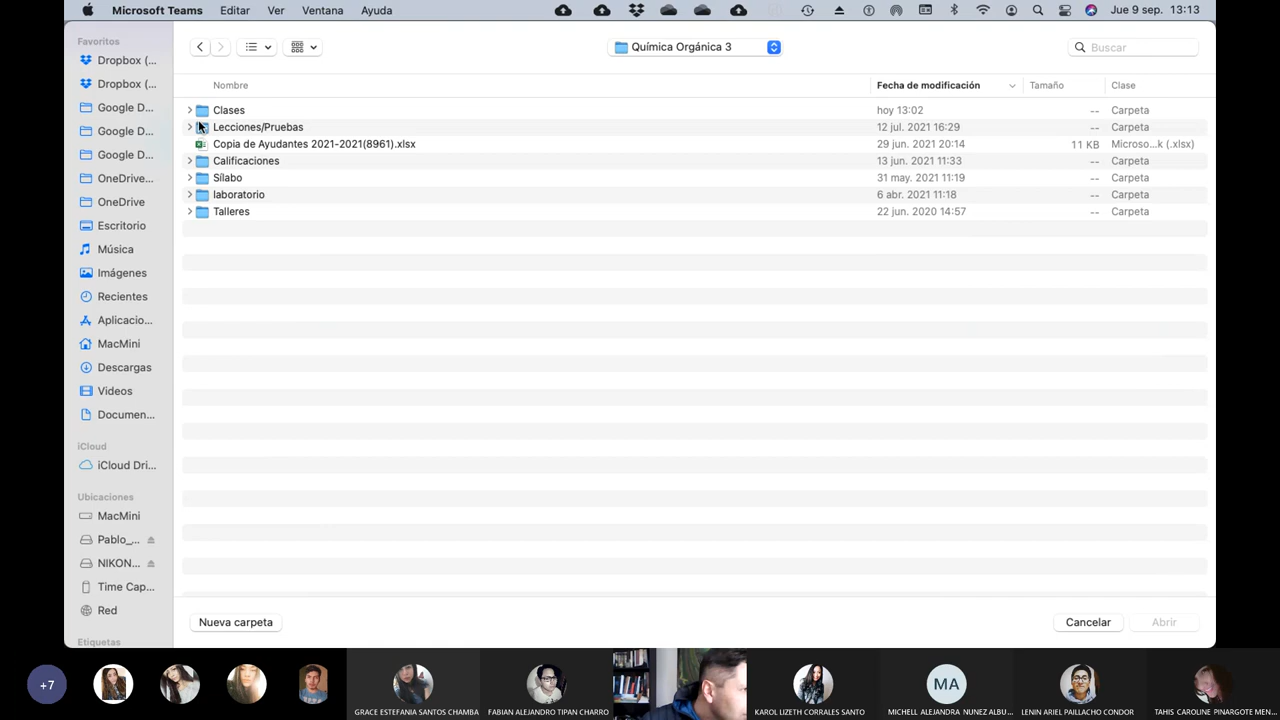 Microsoft Teams Editar Ver Ventana Ayuda Jue 9 sep. 13:13
Favoritos
Dropbox (...
Dropbox (...
Google D...
Google D...
Google D...
OneDrive...
OneDrive
Escritorio
Música
Imágenes
Recientes
Aplicacio...
MacMini
Descargas
Videos
Documen...
iCloud
iCloud Dri...
Ubicaciones
MacMini
Pablo_...
NIKON...
Time Cap...
Red
Etiquetas
Química Orgánica 3
Buscar
Nombre Fecha de modificación Tamaño Clase
Clases hoy 13:02 -- Carpeta
Lecciones/Pruebas 12 jul. 2021 16:29 -- Carpeta
Copia de Ayudantes 2021-2021(8961).xlsx 29 jun. 2021 20:14 11 KB Microso...k (.xlsx)
Calificaciones 13 jun. 2021 11:33 -- Carpeta
Sílabo 31 may. 2021 11:19 -- Carpeta
laboratorio 6 abr. 2021 11:18 -- Carpeta
Talleres 22 jun. 2020 14:57 -- Carpeta
Nueva carpeta Cancelar Abrir
+7
MA
GRACE ESTEFANIA SANTOS CHAMBA FABIAN ALEJANDRO TIPAN CHARRO KAROL LIZETH CORRALES SANTO MICHELL ALEJANDRA NUNEZ ALBU... LENIN ARIEL PAILLACHO CONDOR TAHIS CAROLINE PINARGOTE MEN...